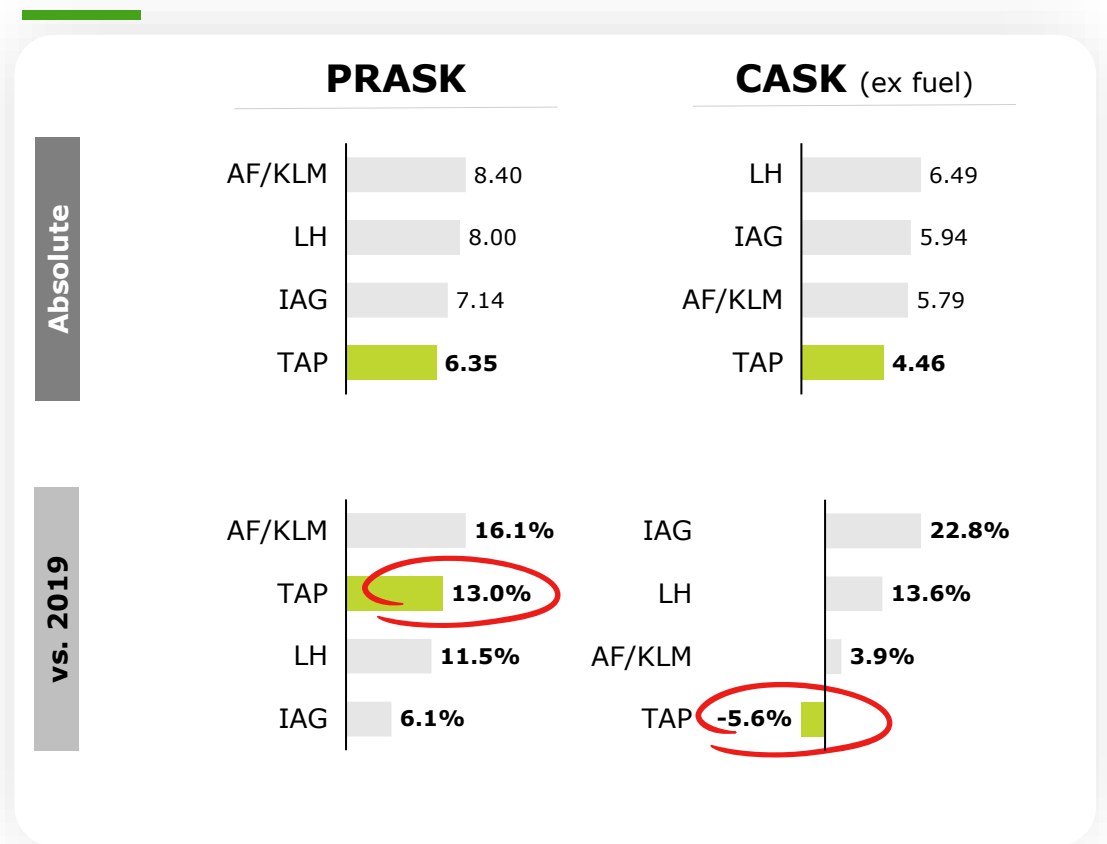 PRASK
CASK (ex fuel)
Absolute
AF/KLM 8.40
LH 8.00
IAG 7.14
TAP 6.35
LH 6.49
IAG 5.94
AF/KLM 5.79
TAP 4.46
vs. 2019
AF/KLM 16.1%
TAP 13.0%
LH 11.5%
IAG 6.1%
IAG 22.8%
LH 13.6%
AF/KLM 3.9%
TAP -5.6%